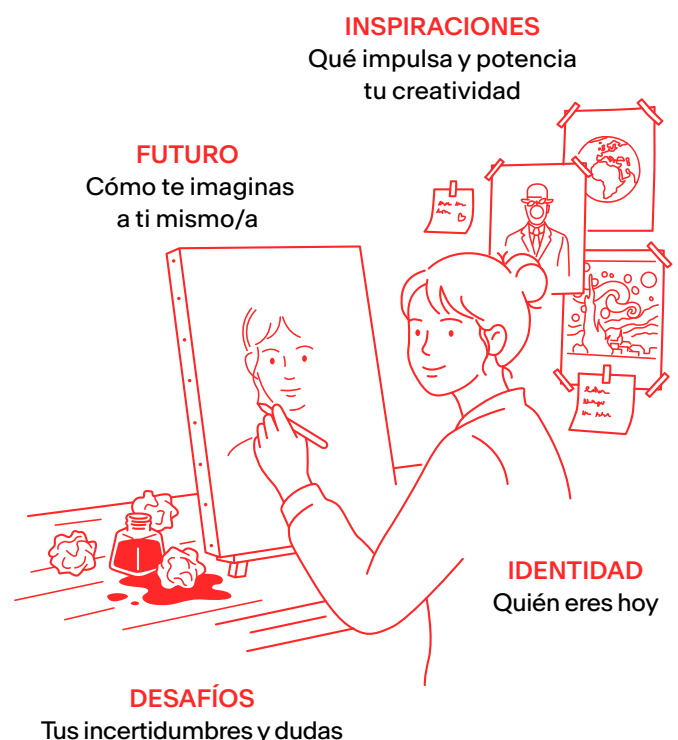 INSPIRACIONES
Qué impulsa y potencia
tu creatividad
FUTURO
Cómo te imaginas
a ti mismo/a
IDENTIDAD
Quién eres hoy
DESAFÍOS
Tus incertidumbres y dudas